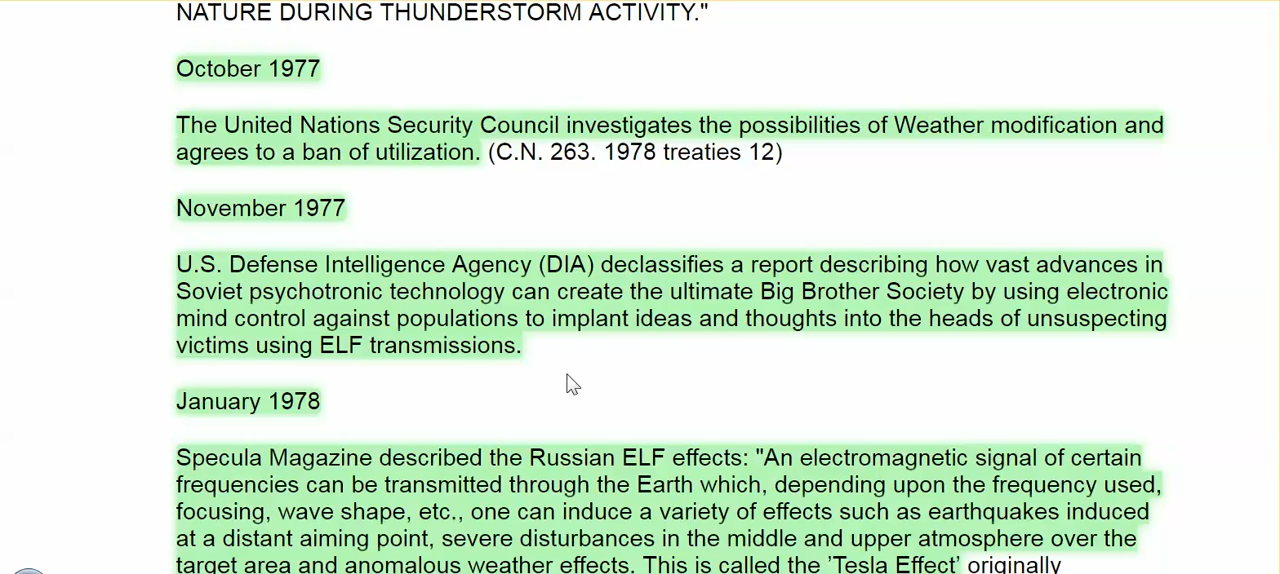 NATURE DURING THUNDERSTORM ACTIVITY."
October 1977
The United Nations Security Council investigates the possibilities of Weather modification and
agrees to a ban of utilization. (C.N. 263. 1978 treaties 12)
November 1977
U.S. Defense Intelligence Agency (DIA) declassifies a report describing how vast advances in
Soviet psychotronic technology can create the ultimate Big Brother Society by using electronic
mind control against populations to implant ideas and thoughts into the heads of unsuspecting
victims using ELF transmissions.
January 1978
Specula Magazine described the Russian ELF effects: "An electromagnetic signal of certain
frequencies can be transmitted through the Earth which, depending upon the frequency used,
focusing, wave shape, etc., one can induce a variety of effects such as earthquakes induced
at a distant aiming point, severe disturbances in the middle and upper atmosphere over the
target area and anomalous weather effects. This is called the ’Tesla Effect’ originally